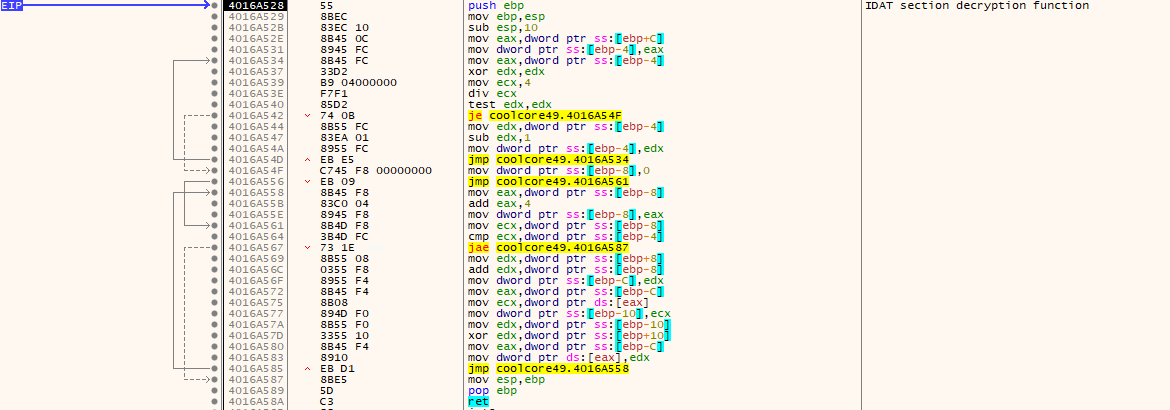 EIP 4016A528 55 push ebp IDAT section decryption function
4016A529 8BEC mov ebp,esp
4016A52B 83EC 10 sub esp,10
4016A52E 8B45 0C mov eax,dword ptr ss:[ebp+C]
4016A531 8945 FC mov dword ptr ss:[ebp-4],eax
4016A534 8B45 FC mov eax,dword ptr ss:[ebp-4]
4016A537 33D2 xor edx,edx
4016A539 B9 04000000 mov ecx,4
4016A53E F7F1 div ecx
4016A540 85D2 test edx,edx
4016A542 74 0B je coolcore49.4016A54F
4016A544 8B55 FC mov edx,dword ptr ss:[ebp-4]
4016A547 83EA 01 sub edx,1
4016A54A 8955 FC mov dword ptr ss:[ebp-4],edx
4016A54D EB E5 jmp coolcore49.4016A534
4016A54F C745 F8 00000000 mov dword ptr ss:[ebp-8],0
4016A556 EB 09 jmp coolcore49.4016A561
4016A558 8B45 F8 mov eax,dword ptr ss:[ebp-8]
4016A55B 83C0 04 add eax,4
4016A55E 8945 F8 mov dword ptr ss:[ebp-8],eax
4016A561 8B4D F8 mov ecx,dword ptr ss:[ebp-8]
4016A564 3B4D FC cmp ecx,dword ptr ss:[ebp-4]
4016A567 73 1E jae coolcore49.4016A587
4016A569 8B55 08 mov edx,dword ptr ss:[ebp+8]
4016A56C 0355 F8 add edx,dword ptr ss:[ebp-8]
4016A56F 8955 F4 mov dword ptr ss:[ebp-C],edx
4016A572 8B45 F4 mov eax,dword ptr ss:[ebp-C]
4016A575 8B08 mov ecx,dword ptr ds:[eax]
4016A577 894D F0 mov dword ptr ss:[ebp-10],ecx
4016A57A 8B55 F0 mov edx,dword ptr ss:[ebp-10]
4016A57D 3355 10 xor edx,dword ptr ss:[ebp+10]
4016A580 8B45 F4 mov eax,dword ptr ss:[ebp-C]
4016A583 8910 mov dword ptr ds:[eax],edx
4016A585 EB D1 jmp coolcore49.4016A558
4016A587 8BE5 mov esp,ebp
4016A589 5D pop ebp
4016A58A C3 ret